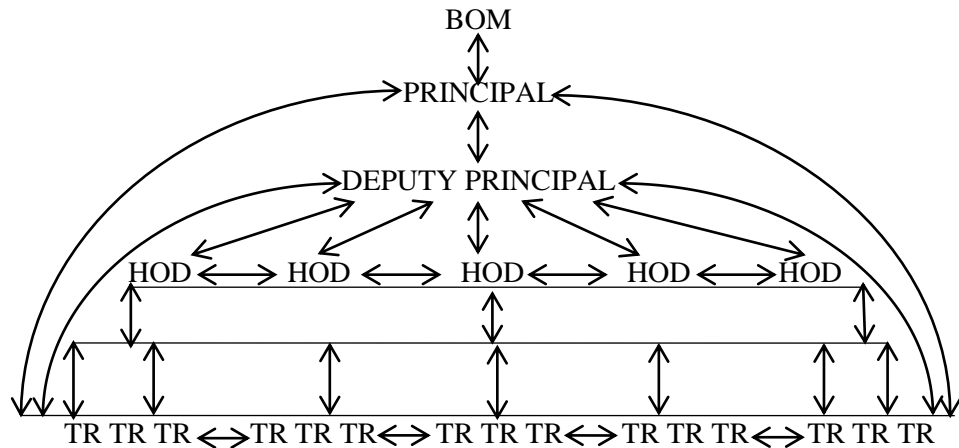 BOM
PRINCIPAL
DEPUTY PRINCIPAL
HOD HOD HOD HOD HOD
TR TR TR TR TR TR TR TR TR TR TR TR TR TR TR